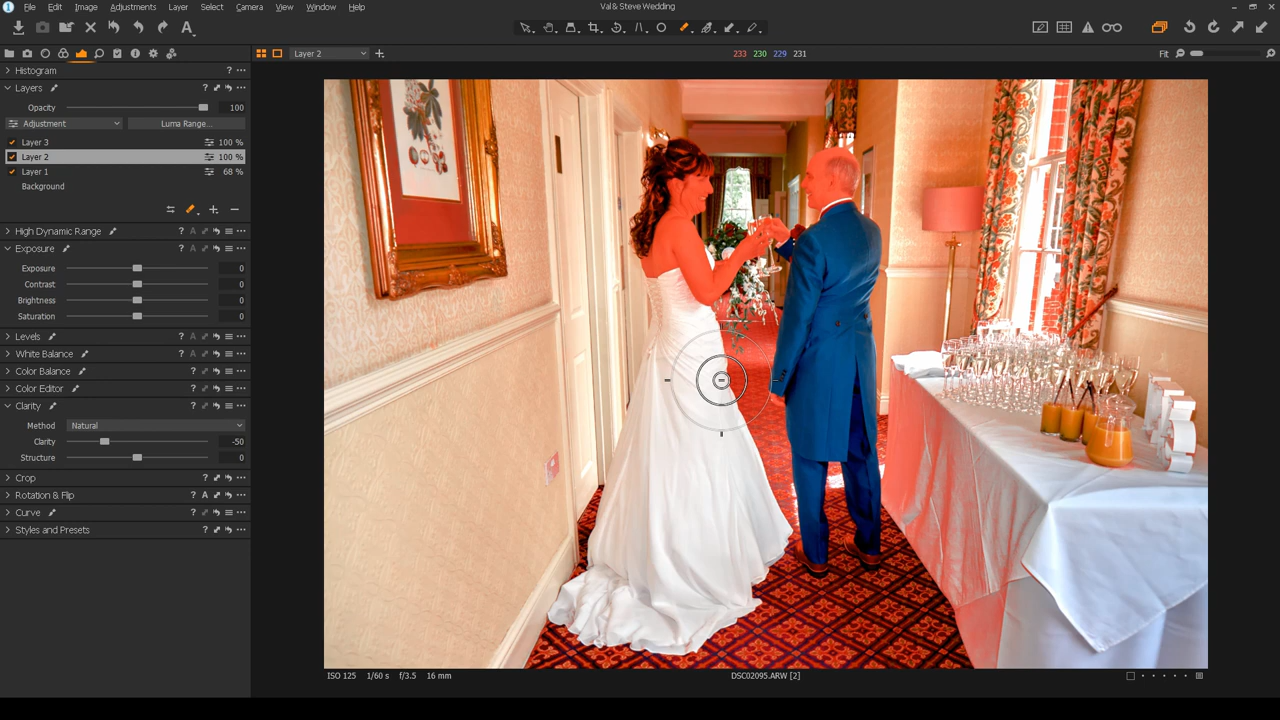 Val & Steve Wedding
File Edit Image Adjustments Layer Select Camera View Window Help
Layer 2
233 230 229 231
Fit
Histogram
Layers
Opacity 100
Adjustment Luma Range...
Layer 3 100 %
Layer 2 100 %
Layer 1 68 %
Background
High Dynamic Range
Exposure
Exposure 0
Contrast 0
Brightness 0
Saturation 0
Levels
White Balance
Color Balance
Color Editor
Clarity
Method Natural
Clarity -50
Structure 0
Crop
Rotation & Flip
Curve
Styles and Presets
ISO 125 1/60 s f/3.5 16 mm
DSC02095.ARW [2]